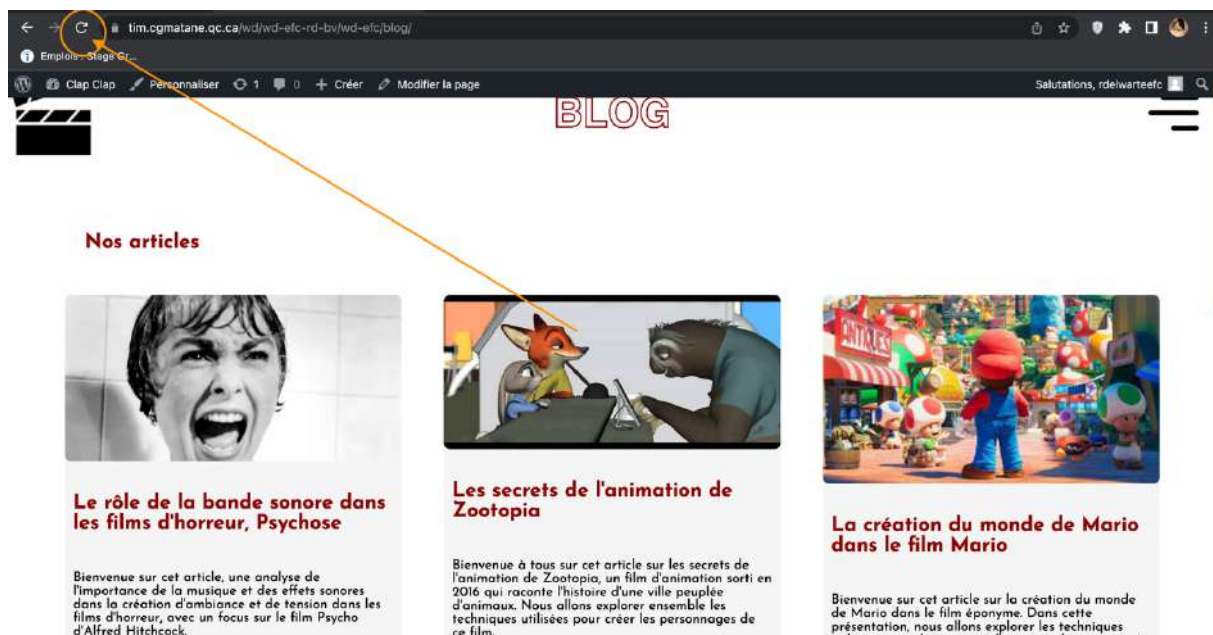 tim.cgmatane.qc.ca/wd/wd-efc-rd-bv/wd-efc/blog/
Emplois : Stage Gr...
Clap Clap Personnaliser 1 0 Créer Modifier la page Salutations, rdelwarteefc
BLOG
Nos articles
ANTIQUES
Le rôle de la bande sonore dans
les films d'horreur, Psychose
Bienvenue sur cet article, une analyse de
l'importance de la musique et des effets sonores
dans la création d'ambiance et de tension dans les
films d'horreur, avec un focus sur le film Psycho
d'Alfred Hitchcock.
Les secrets de l'animation de
Zootopia
Bienvenue à tous sur cet article sur les secrets de
l'animation de Zootopia, un film d'animation sorti en
2016 qui raconte l'histoire d'une ville peuplée
d'animaux. Nous allons explorer ensemble les
techniques utilisées pour créer les personnages de
ce film.
La création du monde de Mario
dans le film Mario
Bienvenue sur cet article sur la création du monde
de Mario dans le film éponyme. Dans cette
présentation, nous allons explorer les techniques